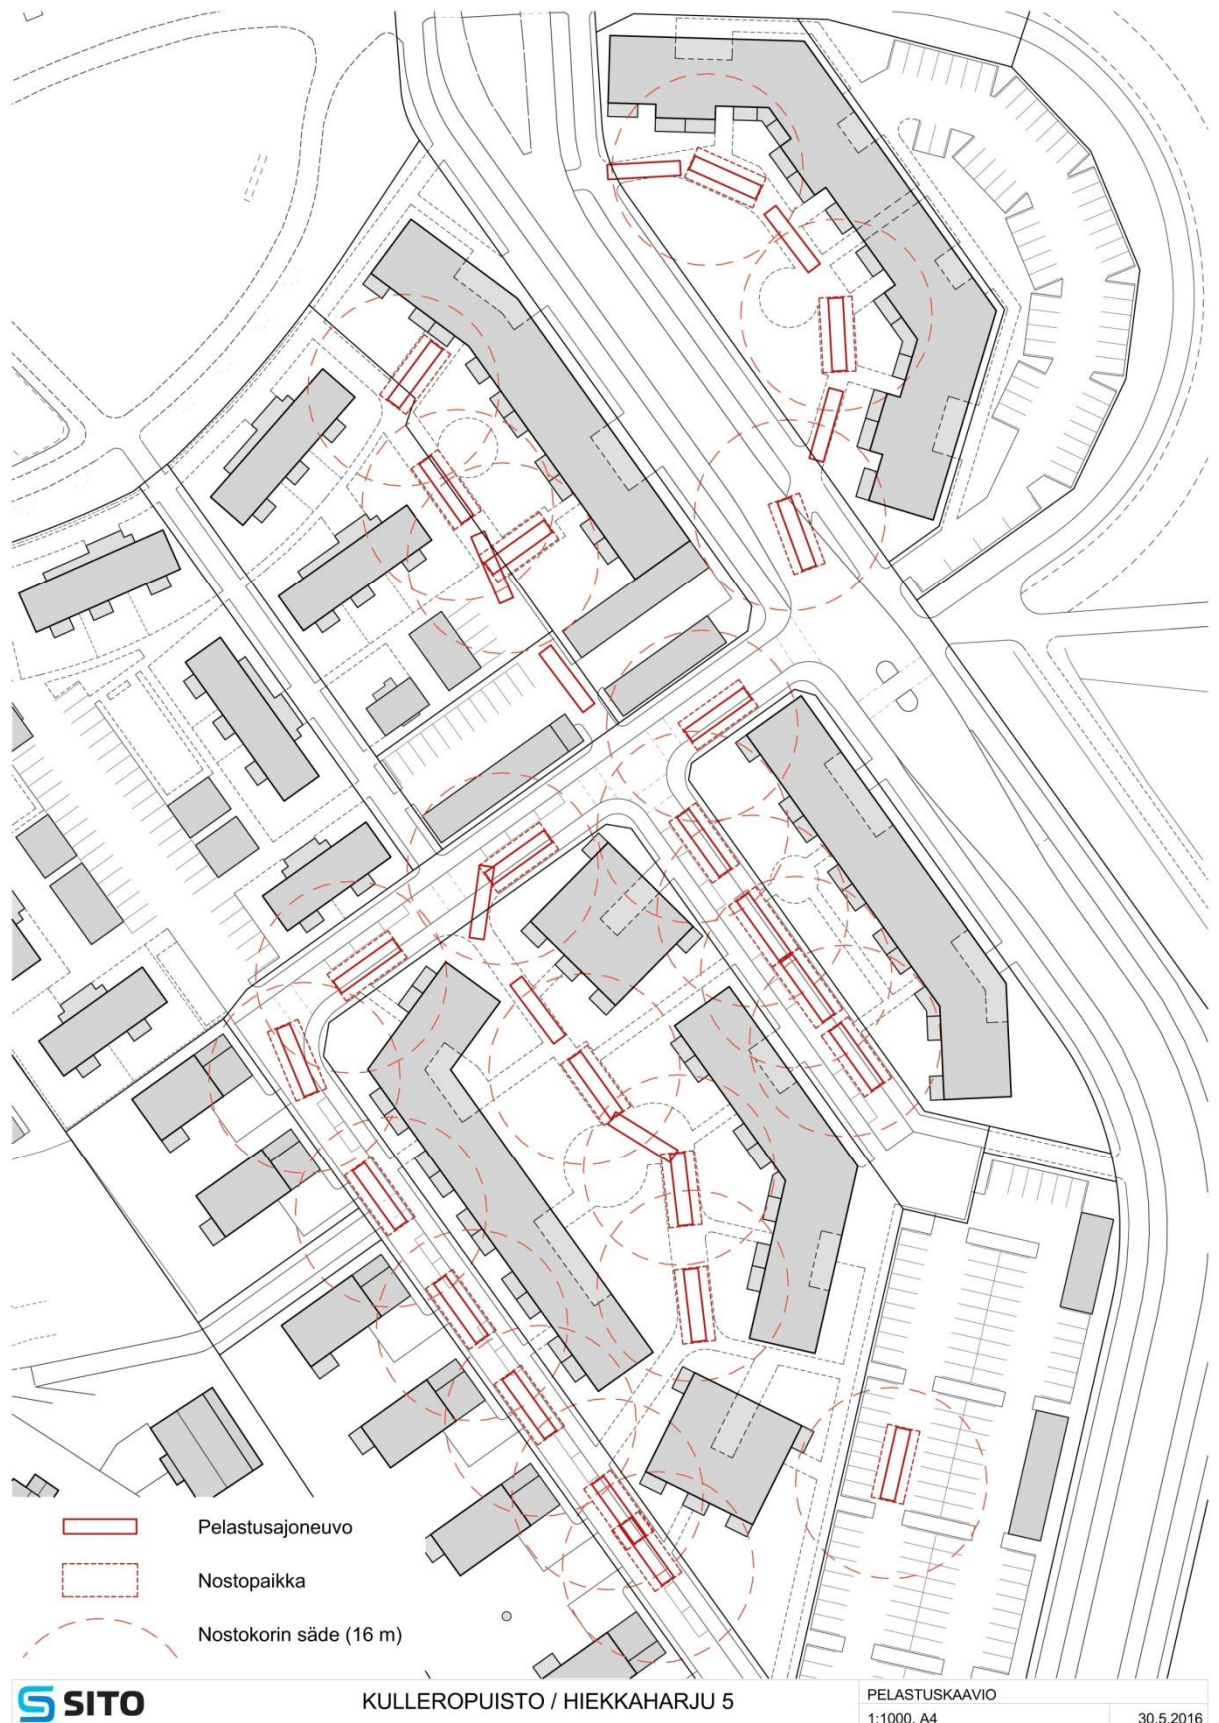 Pelastusajoneuvo
Nostopaikka
Nostokorin säde (16 m)
SITO
KULLEROPUISTO / HIEKKAHARJU 5
PELASTUSKAAVIO
1:1000, A4
30.5.2016